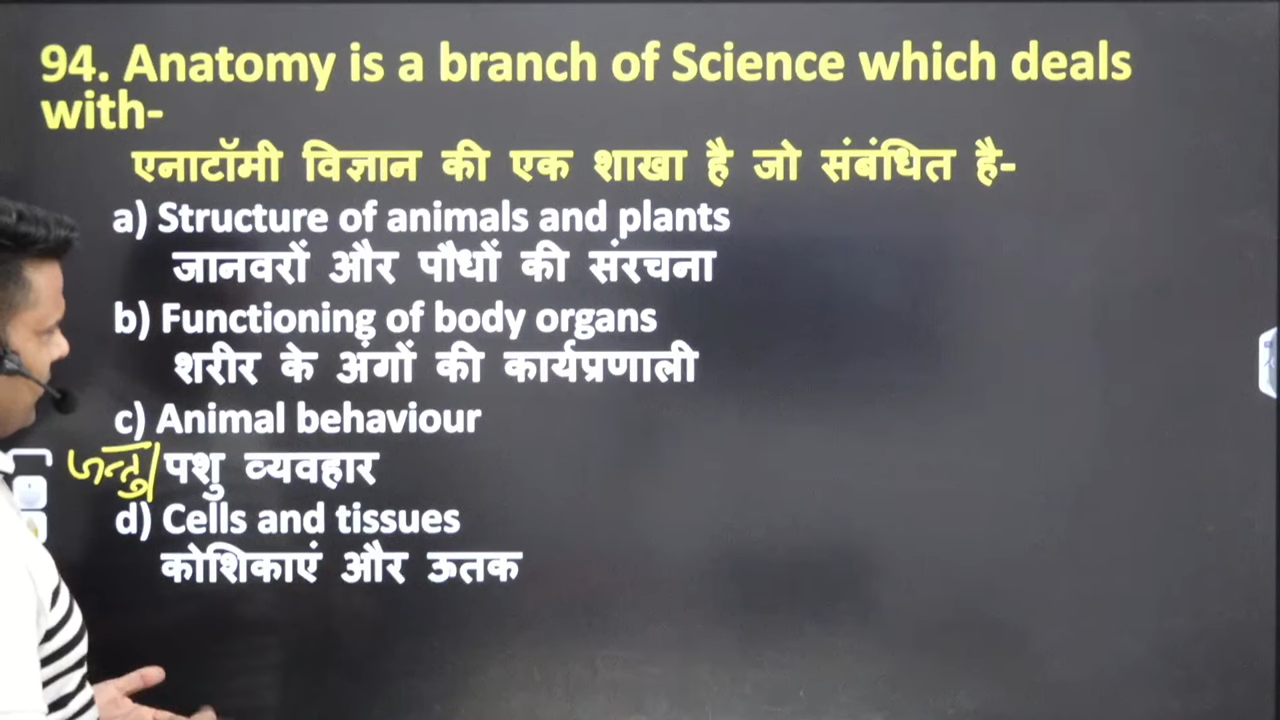 94. Anatomy is a branch of Science which deals
with-
एनाटॉमी विज्ञान की एक शाखा है जो संबंधित है-
a) Structure of animals and plants
जानवरों और पौधों की संरचना
b) Functioning of body organs
शरीर के अंगों की कार्यप्रणाली
c) Animal behaviour
जन्तु/पशु व्यवहार
d) Cells and tissues
कोशिकाएं और ऊतक